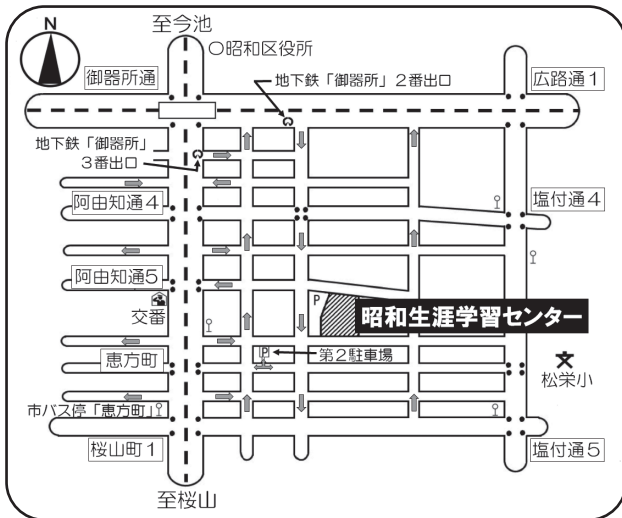 N
至今池
○昭和区役所
御器所通
地下鉄「御器所」2番出口
広路通1
地下鉄「御器所」
3番出口
阿由知通4
塩付通4
阿由知通5
交番
P
昭和生涯学習センター
恵方町
P
第2駐車場
松栄小
市バス停「恵方町」
桜山町1
塩付通5
至桜山